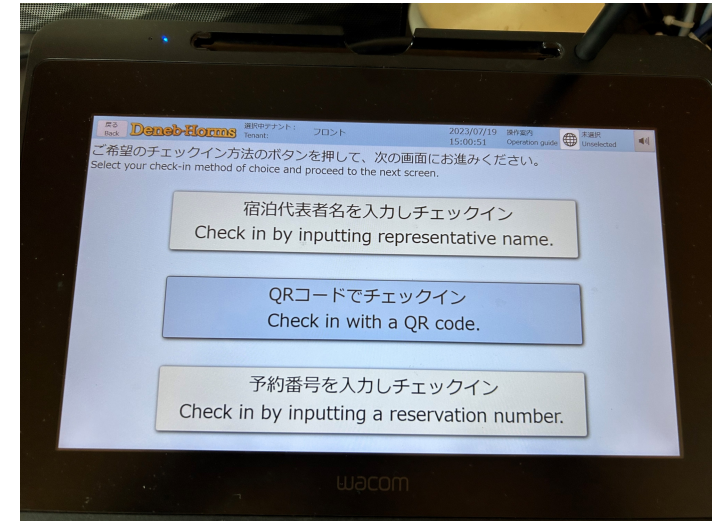 戻る
Back
Deneb-Horms
選択中テナント:
Tenant:
フロント
2023/07/19
15:00:51
操作案内
Operation guide
未選択
Unselected
ご希望のチェックイン方法のボタンを押して、次の画面にお進みください。
Select your check-in method of choice and proceed to the next screen.
宿泊代表者名を入力しチェックイン
Check in by inputting representative name.
QRコードでチェックイン
Check in with a QR code.
予約番号を入力しチェックイン
Check in by inputting a reservation number.
wacom